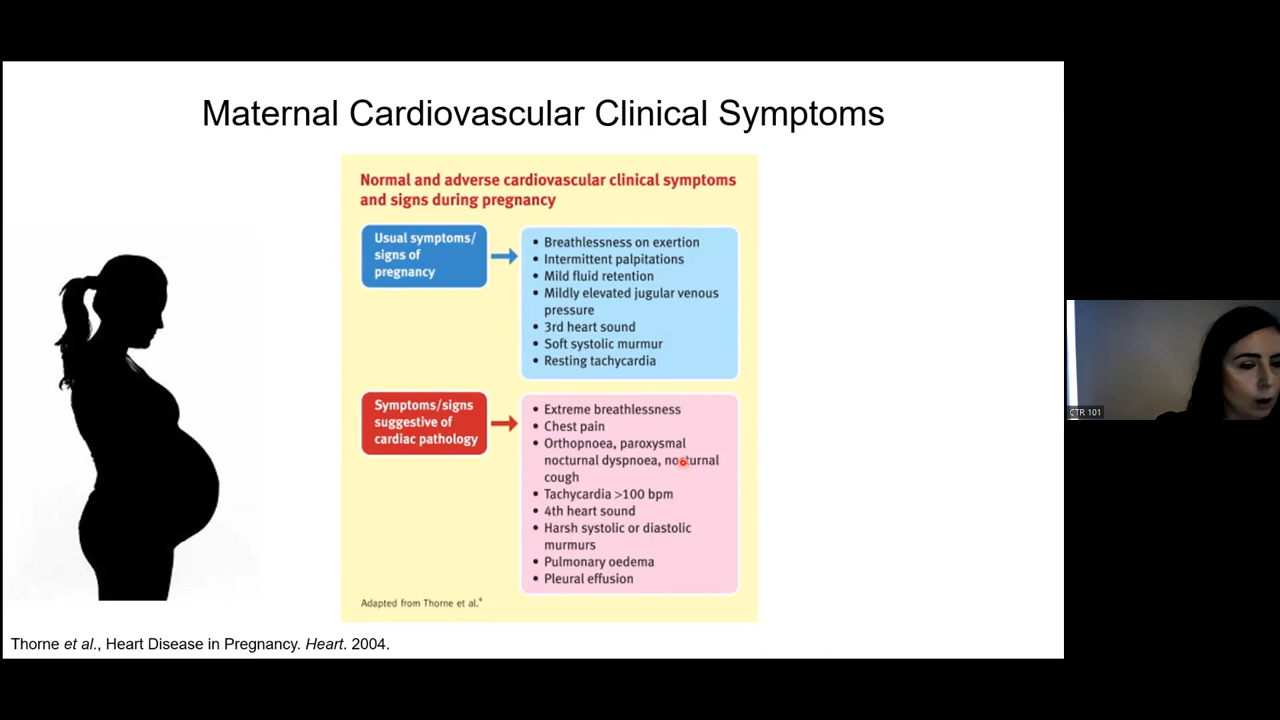 Maternal Cardiovascular Clinical Symptoms
Normal and adverse cardiovascular clinical symptoms
and signs during pregnancy
Usual symptoms/
signs of
pregnancy
• Breathlessness on exertion
• Intermittent palpitations
• Mild fluid retention
• Mildly elevated jugular venous
pressure
• 3rd heart sound
• Soft systolic murmur
• Resting tachycardia
Symptoms/signs
suggestive of
cardiac pathology
• Extreme breathlessness
• Chest pain
• Orthopnoea, paroxysmal
nocturnal dyspnoea, nocturnal
cough
• Tachycardia >100 bpm
• 4th heart sound
• Harsh systolic or diastolic
murmurs
• Pulmonary oedema
• Pleural effusion
Adapted from Thorne et al.⁴
Thorne et al., Heart Disease in Pregnancy. Heart. 2004.
CTR 101